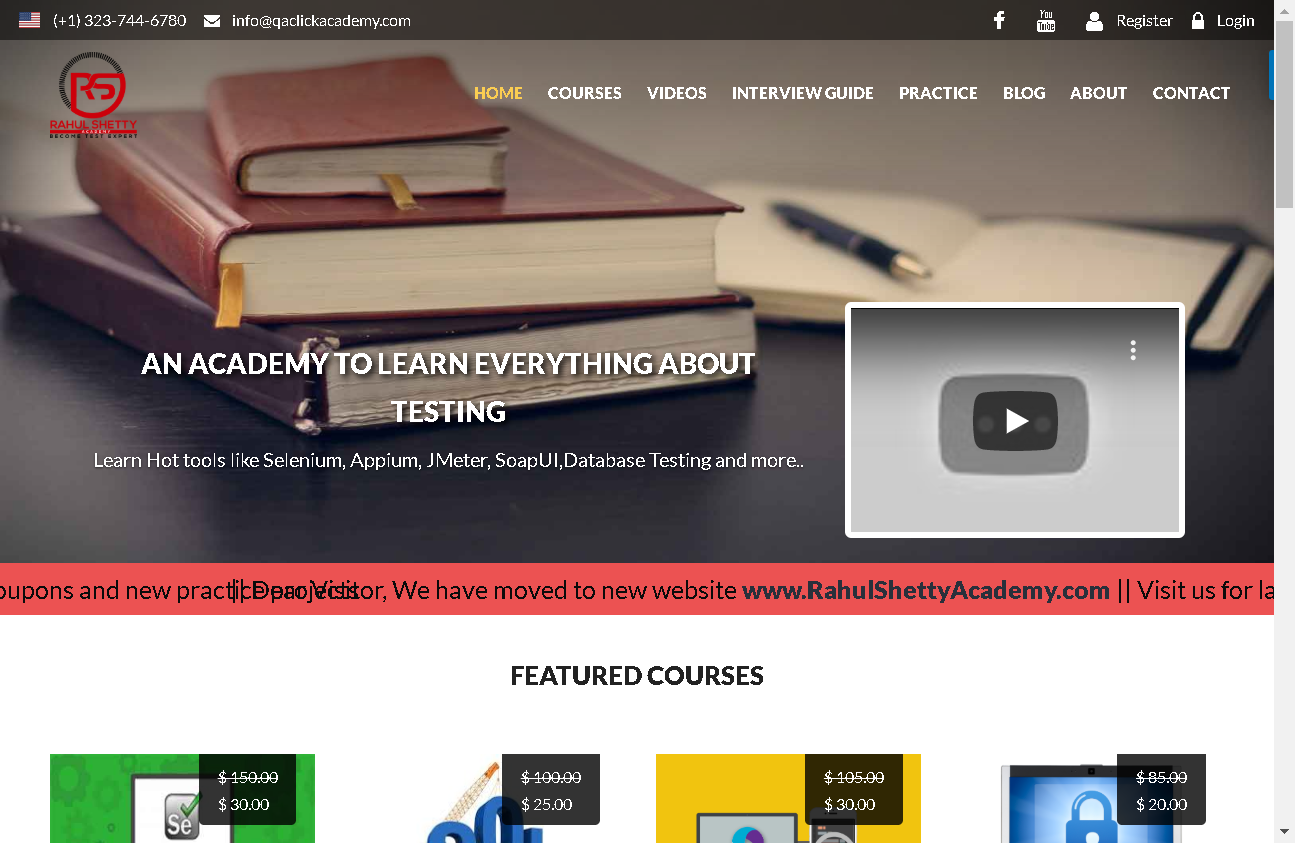 (+1) 323-744-6780 info@qaclickacademy.com Register Login
RS
RAHUL SHETTY
ACADEMY
BECOME TEST EXPERT
HOME COURSES VIDEOS INTERVIEW GUIDE PRACTICE BLOG ABOUT CONTACT
AN ACADEMY TO LEARN EVERYTHING ABOUT
TESTING
Learn Hot tools like Selenium, Appium, JMeter, SoapUI,Database Testing and more..
oupons and new practice projects || Dear Visitor, We have moved to new website www.RahulShettyAcademy.com || Visit us for la
FEATURED COURSES
$ 150.00 $ 100.00 $ 105.00 $ 85.00
$ 30.00 $ 25.00 $ 30.00 $ 20.00
Se